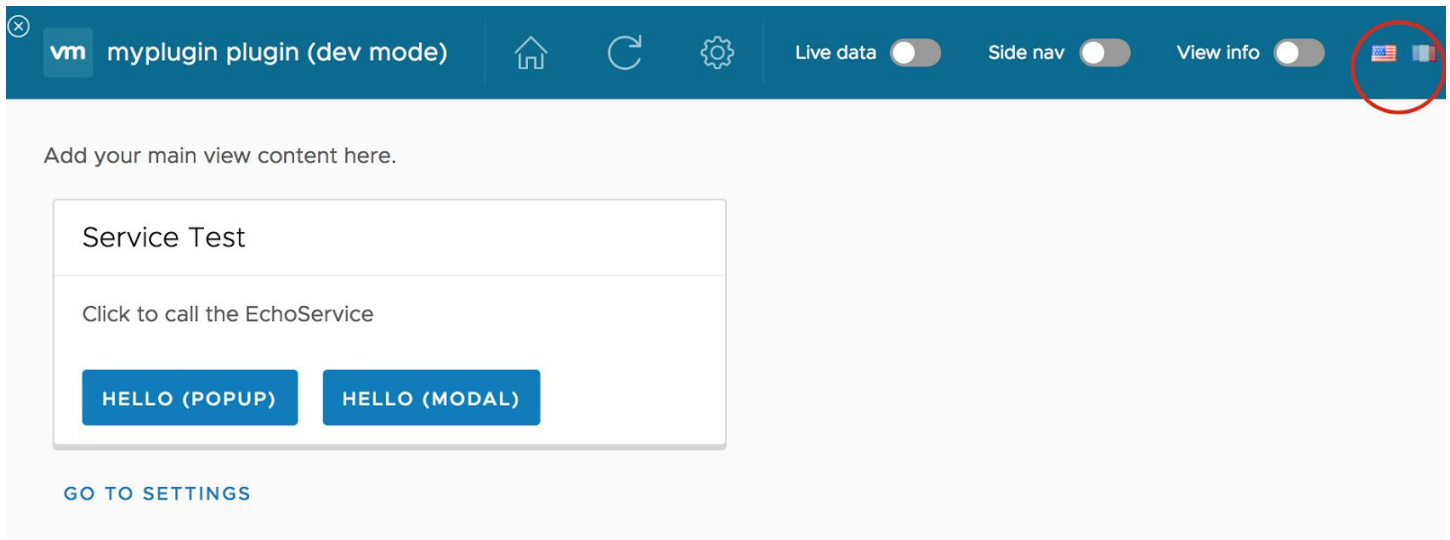 vm myplugin plugin (dev mode) Live data Side nav View info
Add your main view content here.
Service Test
Click to call the EchoService
HELLO (POPUP) HELLO (MODAL)
GO TO SETTINGS